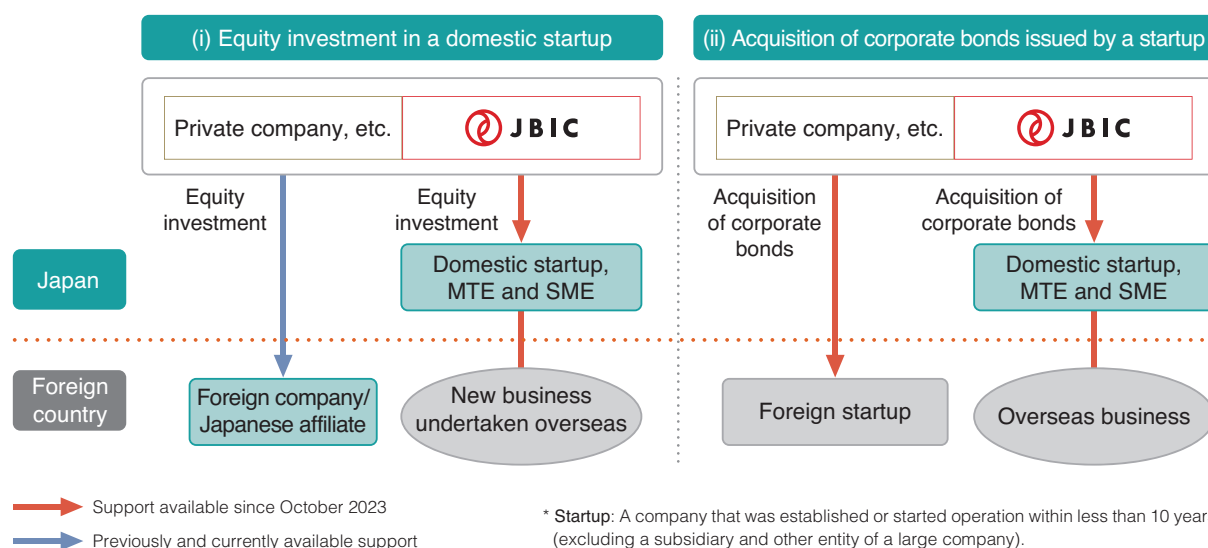 (i) Equity investment in a domestic startup
(ii) Acquisition of corporate bonds issued by a startup
Private company, etc.
JBIC
Private company, etc.
JBIC
Equity
investment
Equity
investment
Acquisition
of corporate
bonds
Acquisition of
corporate bonds
Japan
Domestic startup,
MTE and SME
Domestic startup,
MTE and SME
Foreign
country
Foreign company/
Japanese affiliate
New business
undertaken overseas
Foreign startup
Overseas business
Support available since October 2023
Previously and currently available support
* Startup: A company that was established or started operation within less than 10 year
(excluding a subsidiary and other entity of a large company).